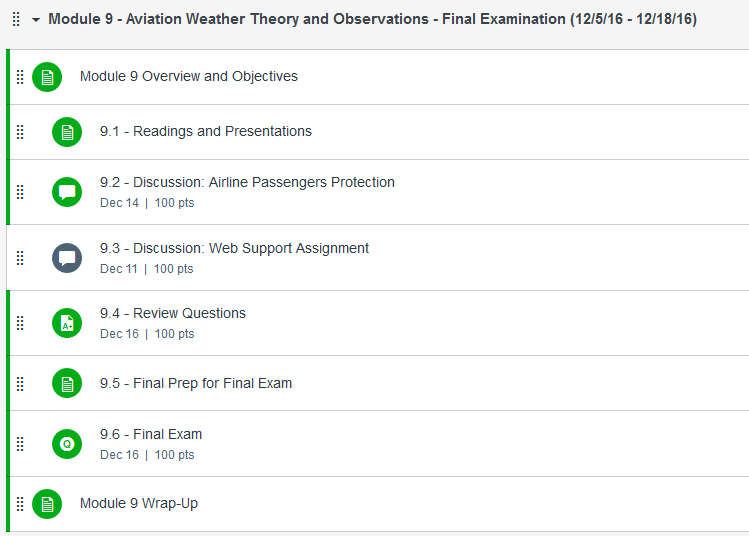 Module 9 - Aviation Weather Theory and Observations - Final Examination (12/5/16 - 12/18/16)
Module 9 Overview and Objectives
9.1 - Readings and Presentations
9.2 - Discussion: Airline Passengers Protection
Dec 14 | 100 pts
9.3 - Discussion: Web Support Assignment
Dec 11 | 100 pts
9.4 - Review Questions
A+
Dec 16 | 100 pts
9.5 - Final Prep for Final Exam
9.6 - Final Exam
Q
Dec 16 | 100 pts
Module 9 Wrap-Up